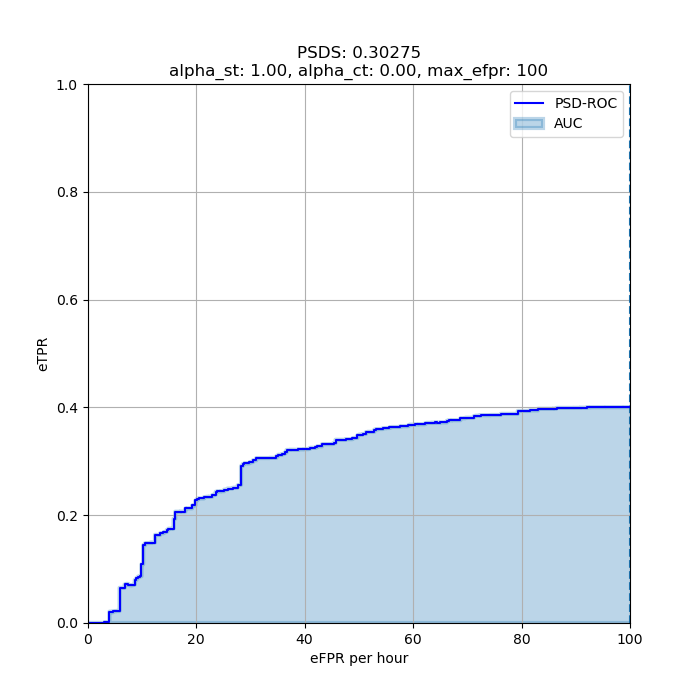 PSDS: 0.30275
alpha_st: 1.00, alpha_ct: 0.00, max_efpr: 100
1.0
PSD-ROC
AUC
0.8
0.6
eTPR
0.4
0.2
0.0
0 20 40 60 80 100
eFPR per hour